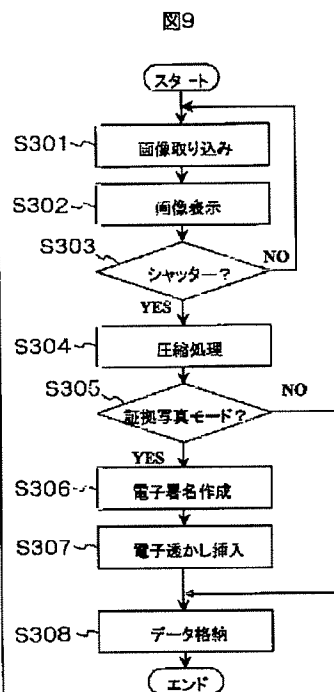 図9
スタート
S301
画像取り込み
S302
画像表示
S303
シャッター?
NO
YES
S304
圧縮処理
S305
証拠写真モード?
NO
YES
S306
電子署名作成
S307
電子透かし挿入
S308
データ格納
エンド